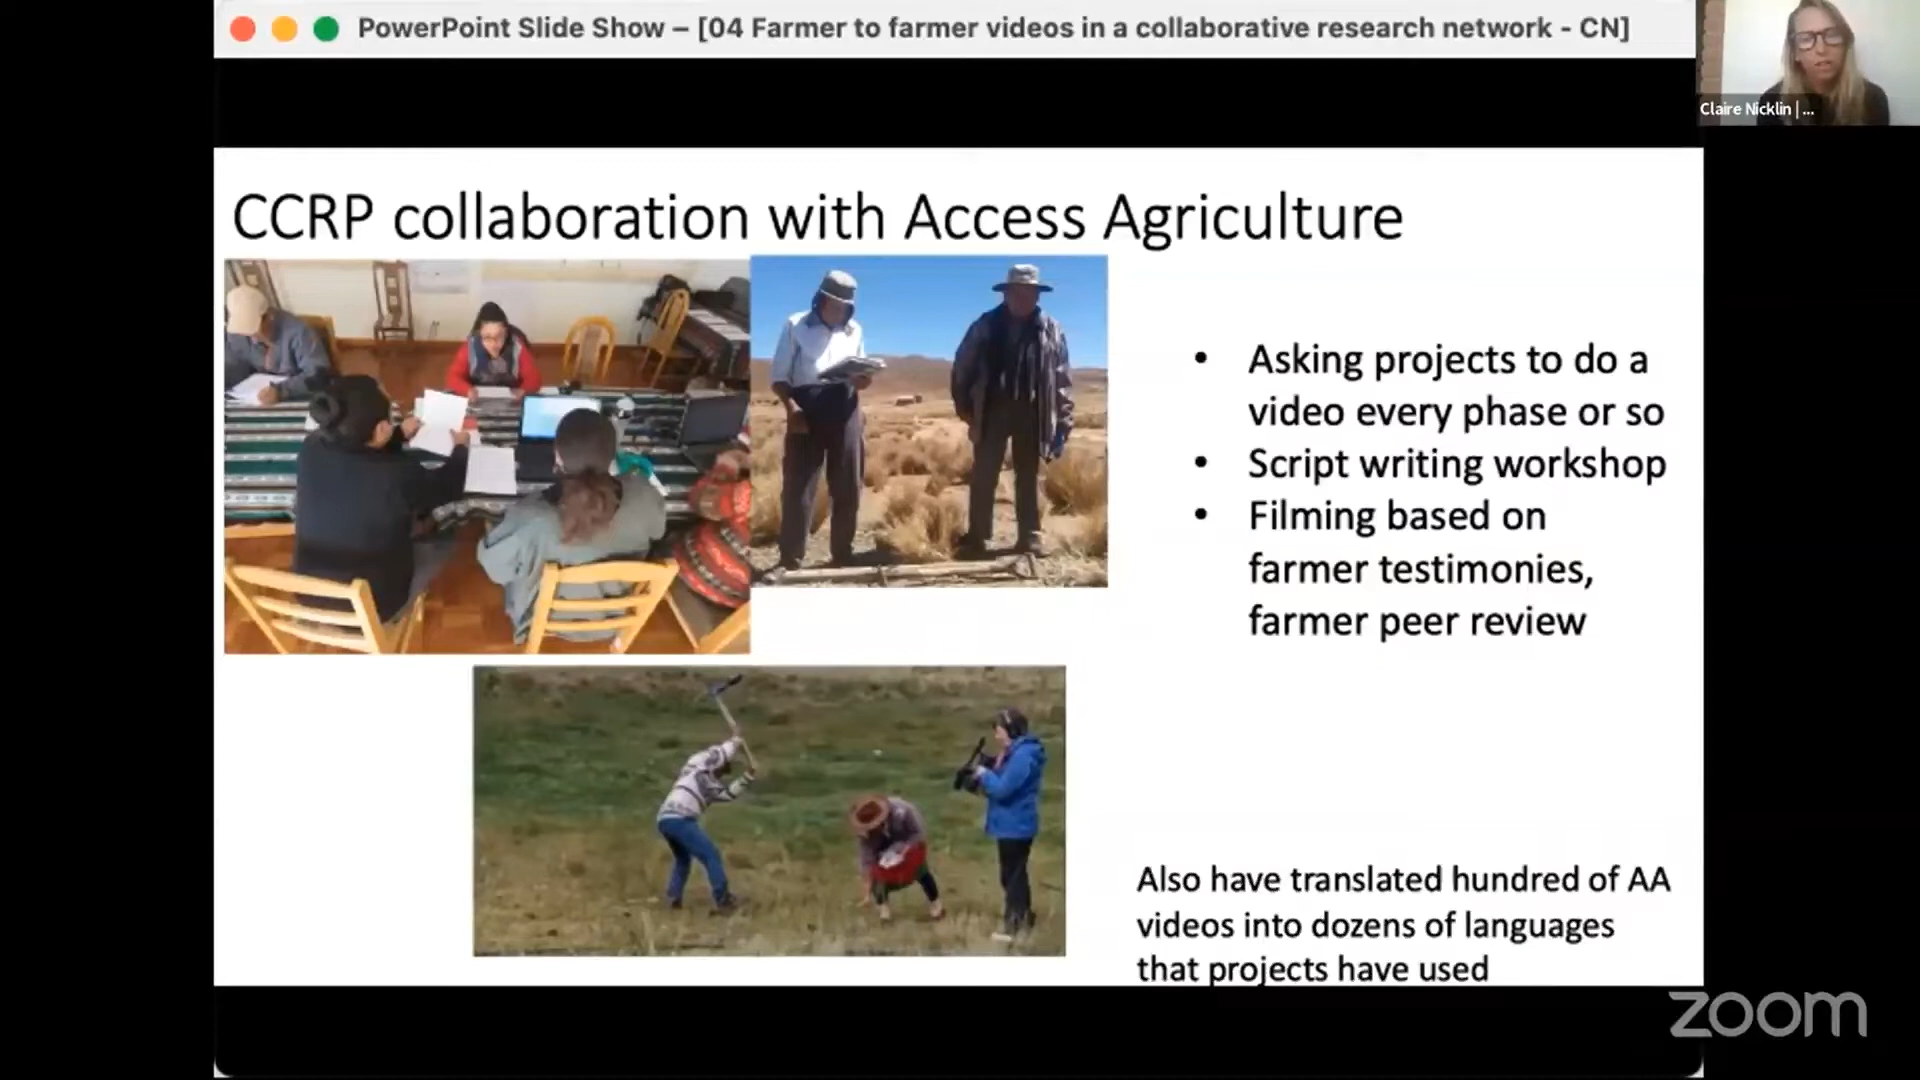 PowerPoint Slide Show – [04 Farmer to farmer videos in a collaborative research network - CN]
Claire Nicklin | ...
CCRP collaboration with Access Agriculture
• Asking projects to do a
video every phase or so
• Script writing workshop
• Filming based on
farmer testimonies,
farmer peer review
Also have translated hundred of AA
videos into dozens of languages
that projects have used
zoom